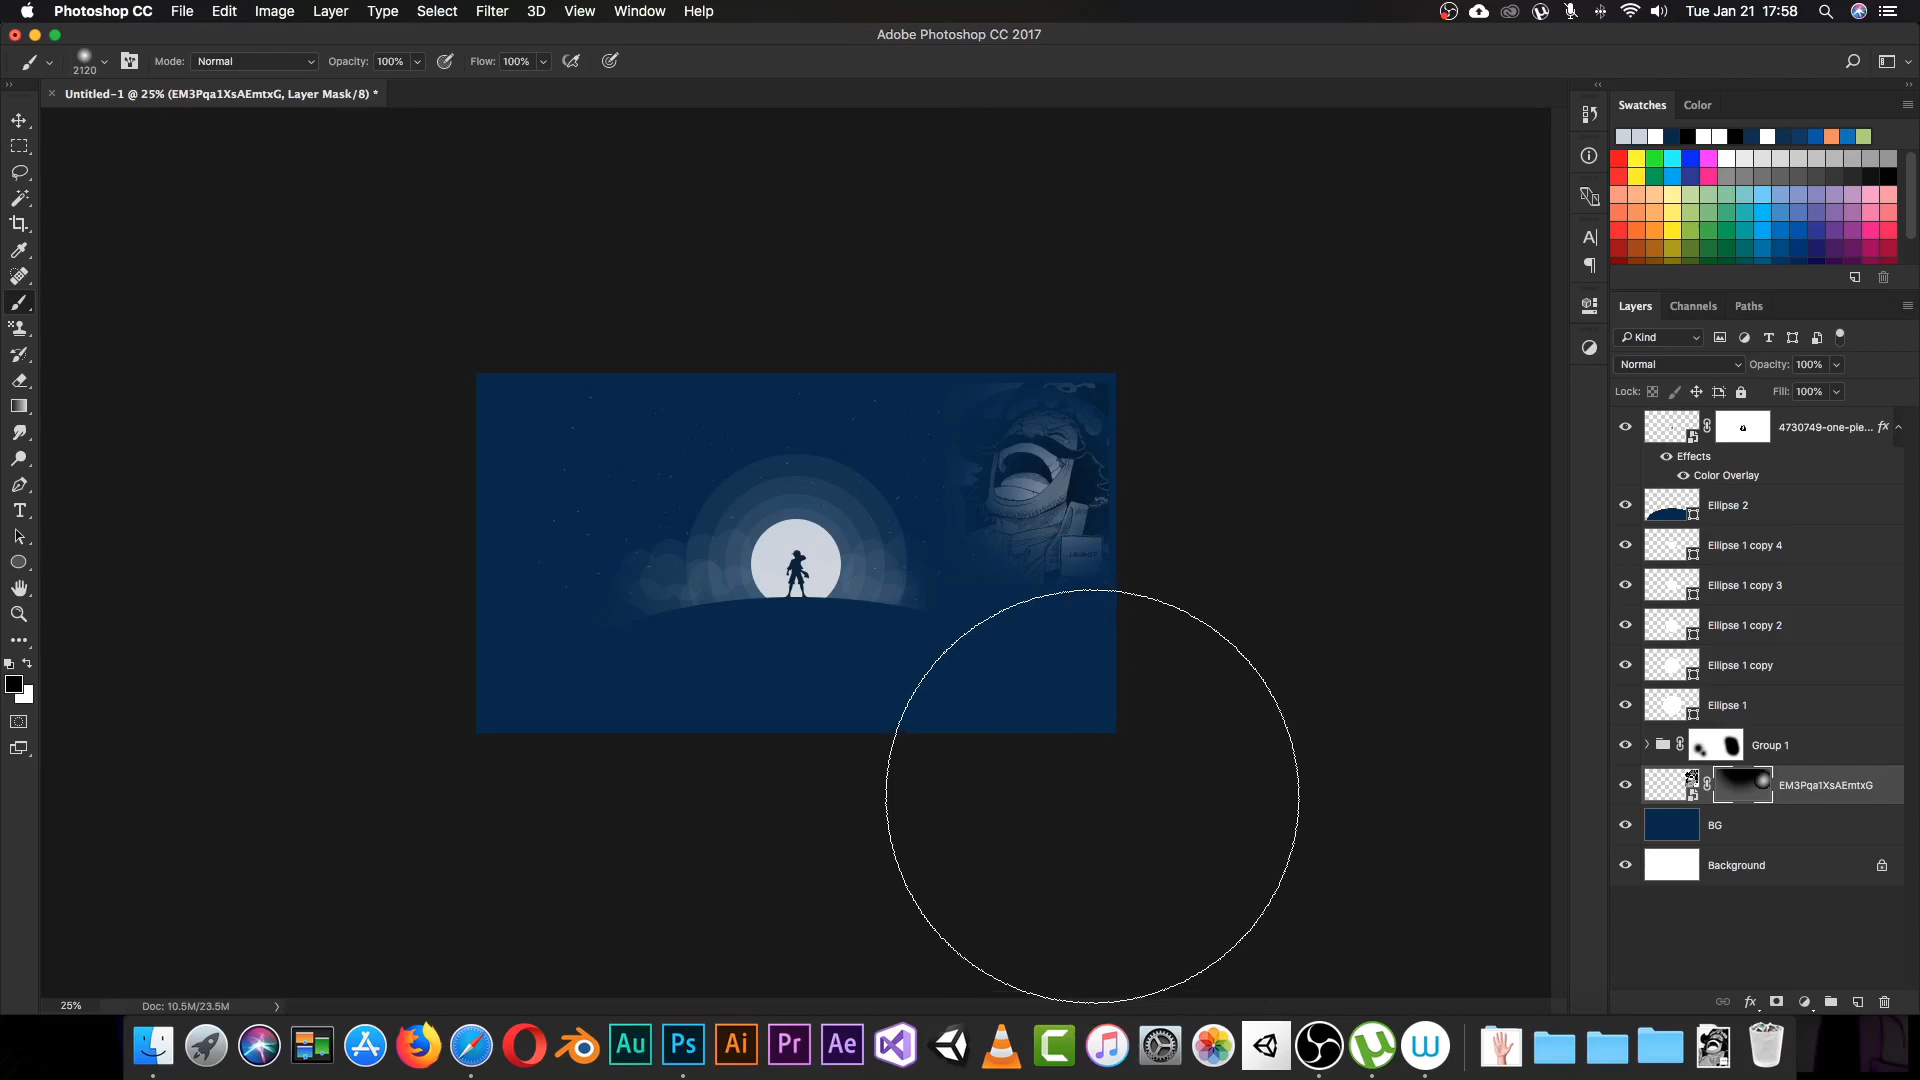 Photoshop CC File Edit Image Layer Type Select Filter 3D View Window Help Tue Jan 21 17:58
Adobe Photoshop CC 2017
2120 Mode: Normal Opacity: 100% Flow: 100%
Untitled-1 @ 25% (EM3Pqa1XsAEmtxG, Layer Mask/8) *
Swatches Color
Layers Channels Paths
Kind
Normal Opacity: 100%
Lock: Fill: 100%
4730749-one-ple... fx
Effects
Color Overlay
Ellipse 2
Ellipse 1 copy 4
Ellipse 1 copy 3
Ellipse 1 copy 2
Ellipse 1 copy
Ellipse 1
Group 1
EM3Pqa1XsAEmtxG
BG
Background
25% Doc: 10.5M/23.5M
fx
Au Ps Ai Pr Ae